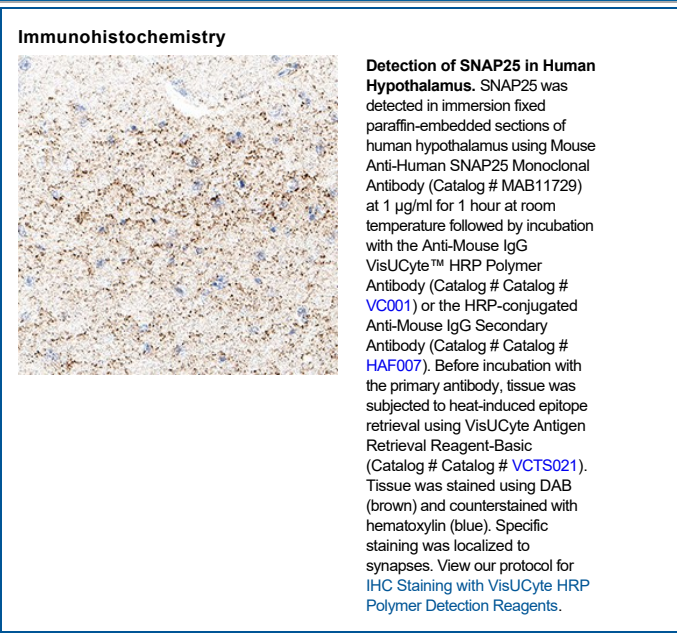 Immunohistochemistry
Detection of SNAP25 in Human
Hypothalamus. SNAP25 was
detected in immersion fixed
paraffin-embedded sections of
human hypothalamus using Mouse
Anti-Human SNAP25 Monoclonal
Antibody (Catalog # MAB11729)
at 1 µg/ml for 1 hour at room
temperature followed by incubation
with the Anti-Mouse IgG
VisUCyte™ HRP Polymer
Antibody (Catalog # Catalog #
VC001) or the HRP-conjugated
Anti-Mouse IgG Secondary
Antibody (Catalog # Catalog #
HAF007). Before incubation with
the primary antibody, tissue was
subjected to heat-induced epitope
retrieval using VisUCyte Antigen
Retrieval Reagent-Basic
(Catalog # Catalog # VCTS021).
Tissue was stained using DAB
(brown) and counterstained with
hematoxylin (blue). Specific
staining was localized to
synapses. View our protocol for
IHC Staining with VisUCyte HRP
Polymer Detection Reagents.